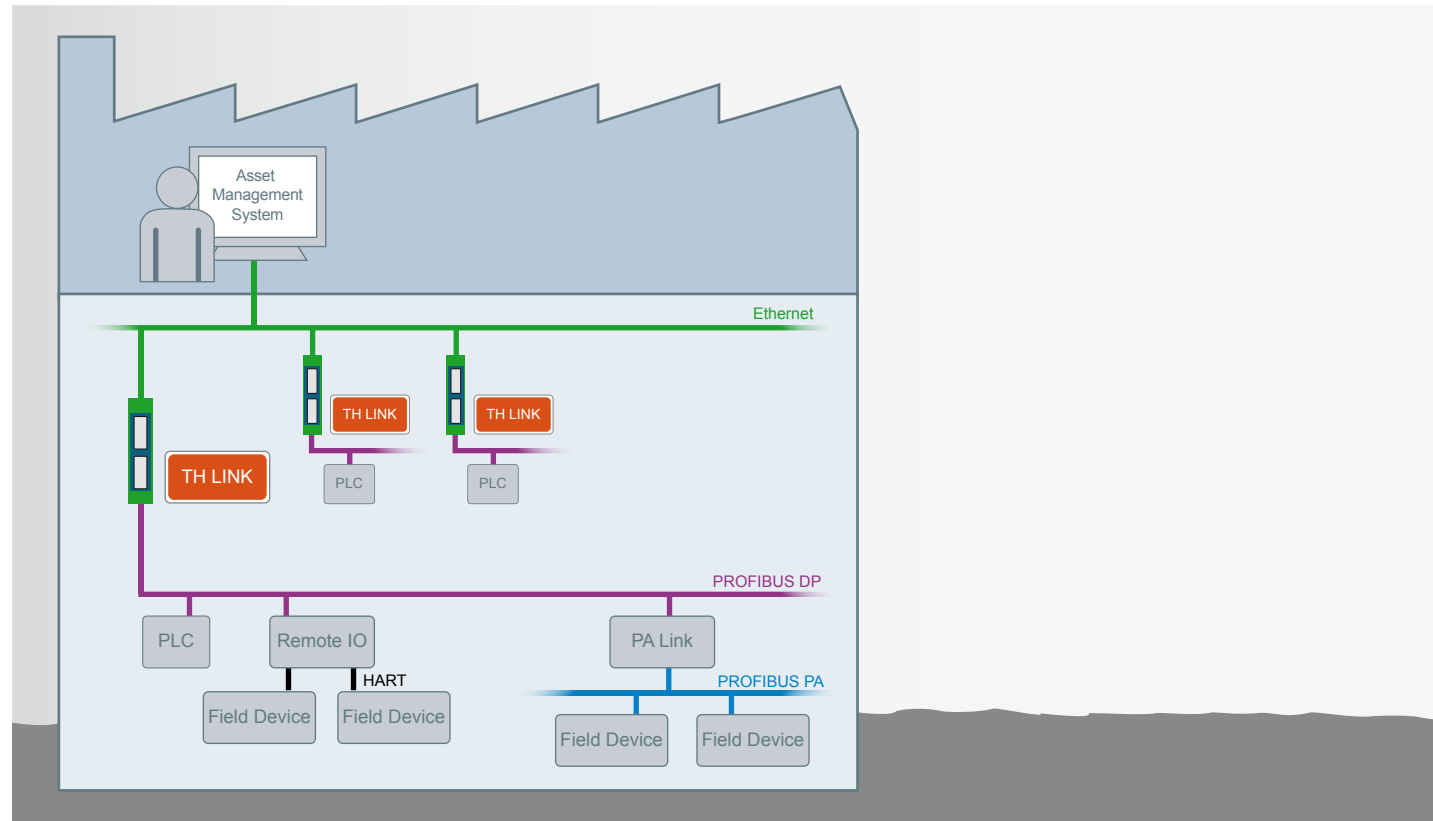 Asset
Management
System
Ethernet
TH LINK
TH LINK
TH LINK
PLC
PLC
PROFIBUS DP
PLC
Remote IO
PA Link
HART
PROFIBUS PA
Field Device
Field Device
Field Device
Field Device